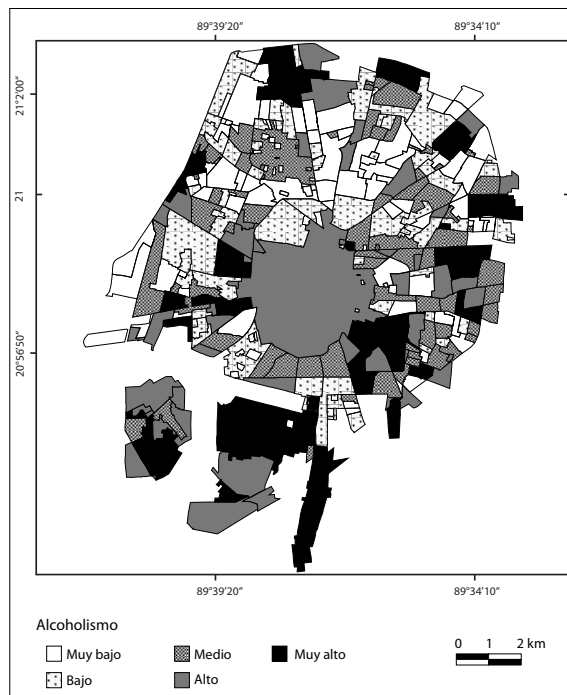 89°39′20″ 89°34′10″
21°2′00″
21
20°56′50″
89°39′20″ 89°34′10″
Alcoholismo
Muy bajo Medio Muy alto
Bajo Alto
0 1 2 km